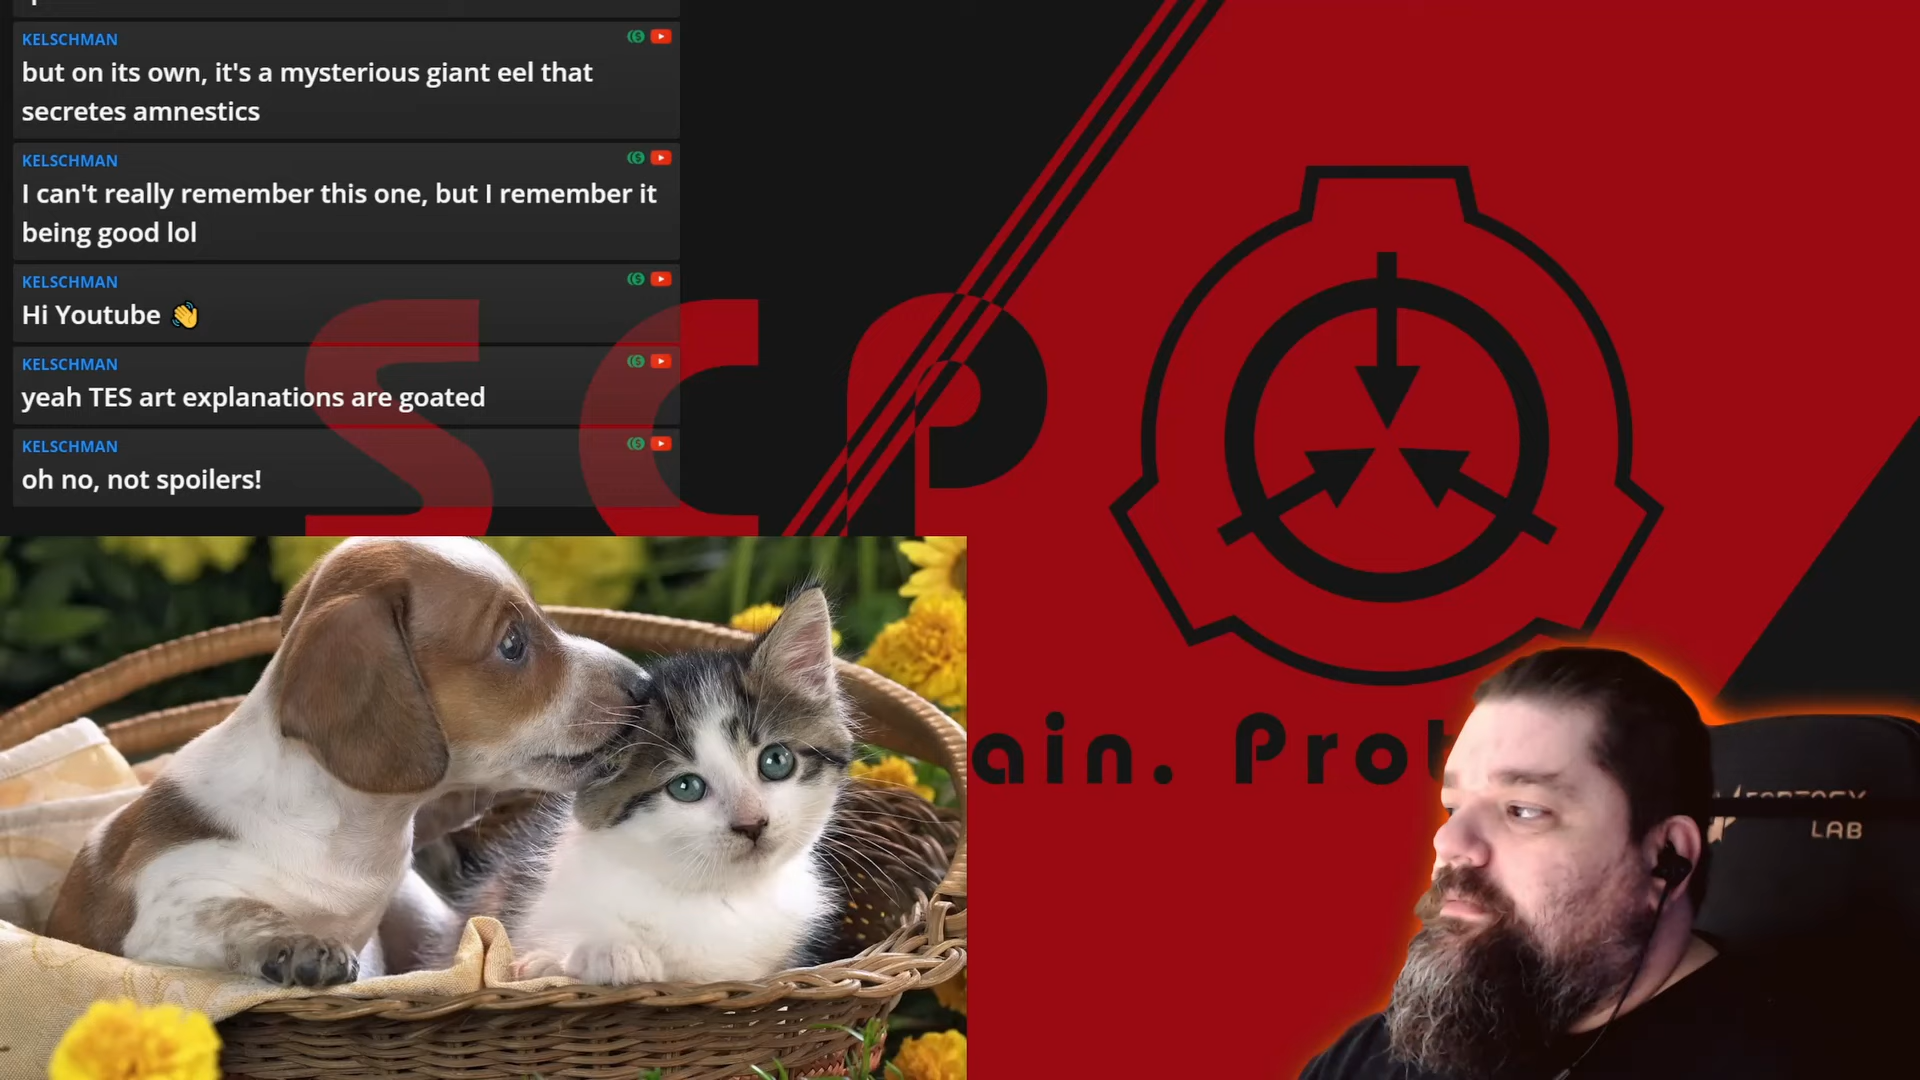 KELSCHMAN
but on its own, it's a mysterious giant eel that
secretes amnestics
KELSCHMAN
I can't really remember this one, but I remember it
being good lol
KELSCHMAN
Hi Youtube 👋
KELSCHMAN
yeah TES art explanations are goated
KELSCHMAN
oh no, not spoilers!
SCP
ain. Prot
LAB